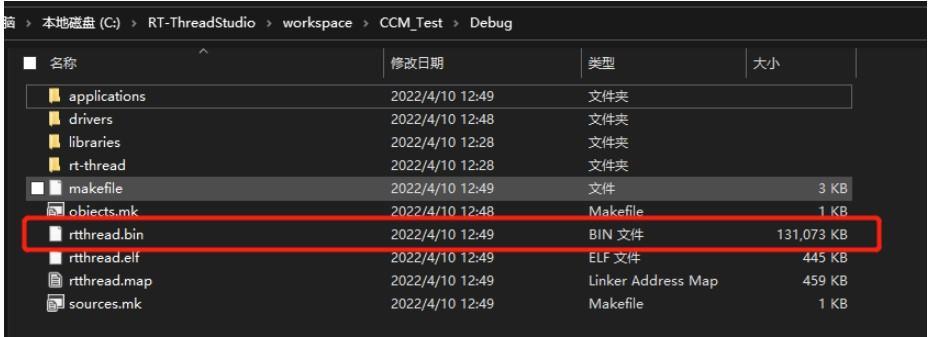 脑 › 本地磁盘 (C:) › RT-ThreadStudio › workspace › CCM_Test › Debug
名称 修改日期 类型 大小
applications 2022/4/10 12:49 文件夹
drivers 2022/4/10 12:48 文件夹
libraries 2022/4/10 12:28 文件夹
rt-thread 2022/4/10 12:28 文件夹
makefile 2022/4/10 12:49 文件 3 KB
objects.mk 2022/4/10 12:48 Makefile 1 KB
rtthread.bin 2022/4/10 12:49 BIN 文件 131,073 KB
rtthread.elf 2022/4/10 12:49 ELF 文件 445 KB
rtthread.map 2022/4/10 12:49 Linker Address Map 459 KB
sources.mk 2022/4/10 12:49 Makefile 1 KB